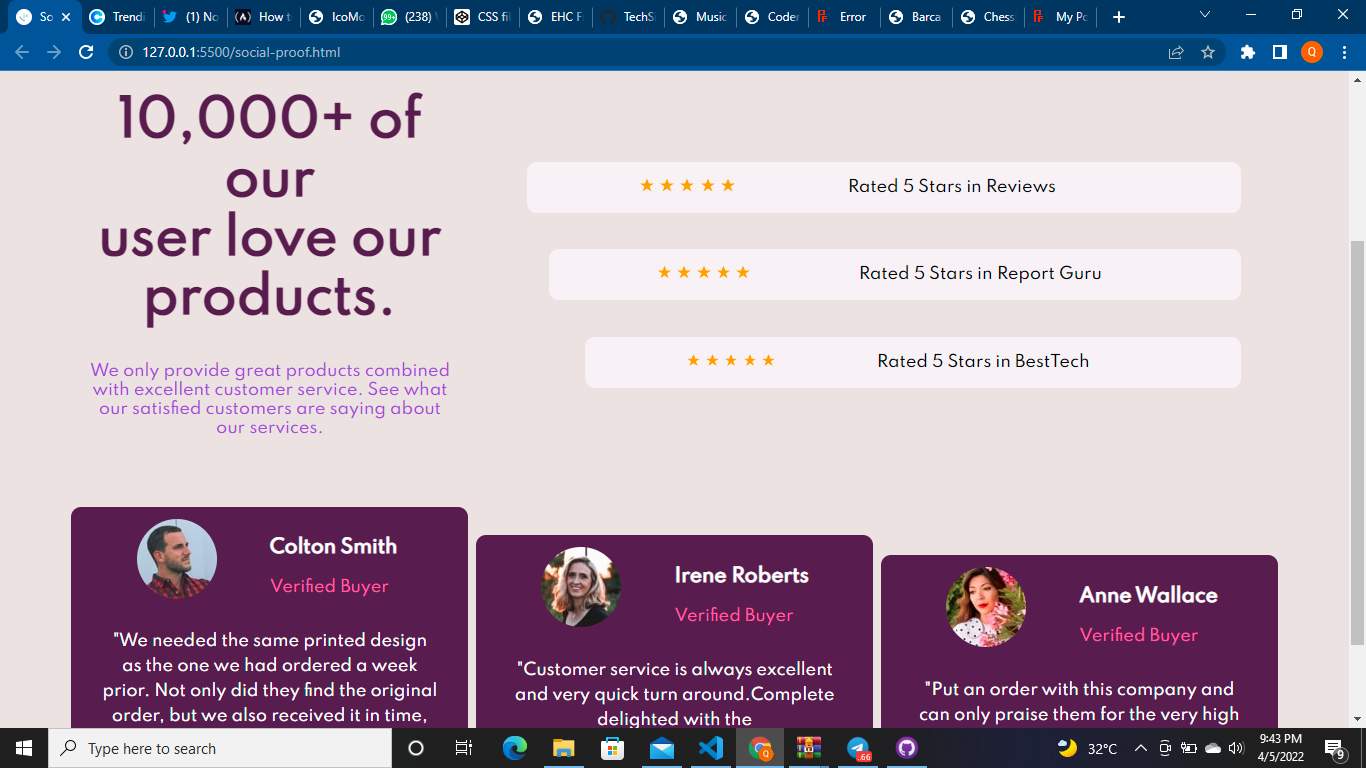 So
Trendi
(1) No
How t
IcoMo
99+
(238)
CSS fil
EHC F
TechS
Music
Coder
Error
Barca
Chess
My Po
127.0.0.1:5500/social-proof.html
Q
10,000+ of
our
user love our
products.
We only provide great products combined
with excellent customer service. See what
our satisfied customers are saying about
our services.
Rated 5 Stars in Reviews
Rated 5 Stars in Report Guru
Rated 5 Stars in BestTech
Colton Smith
Verified Buyer
"We needed the same printed design
as the one we had ordered a week
prior. Not only did they find the original
order, but we also received it in time,
Irene Roberts
Verified Buyer
"Customer service is always excellent
and very quick turn around.Complete
delighted with the
Anne Wallace
Verified Buyer
"Put an order with this company and
can only praise them for the very high
Type here to search
Q
.66
32°C
9:43 PM
4/5/2022
9